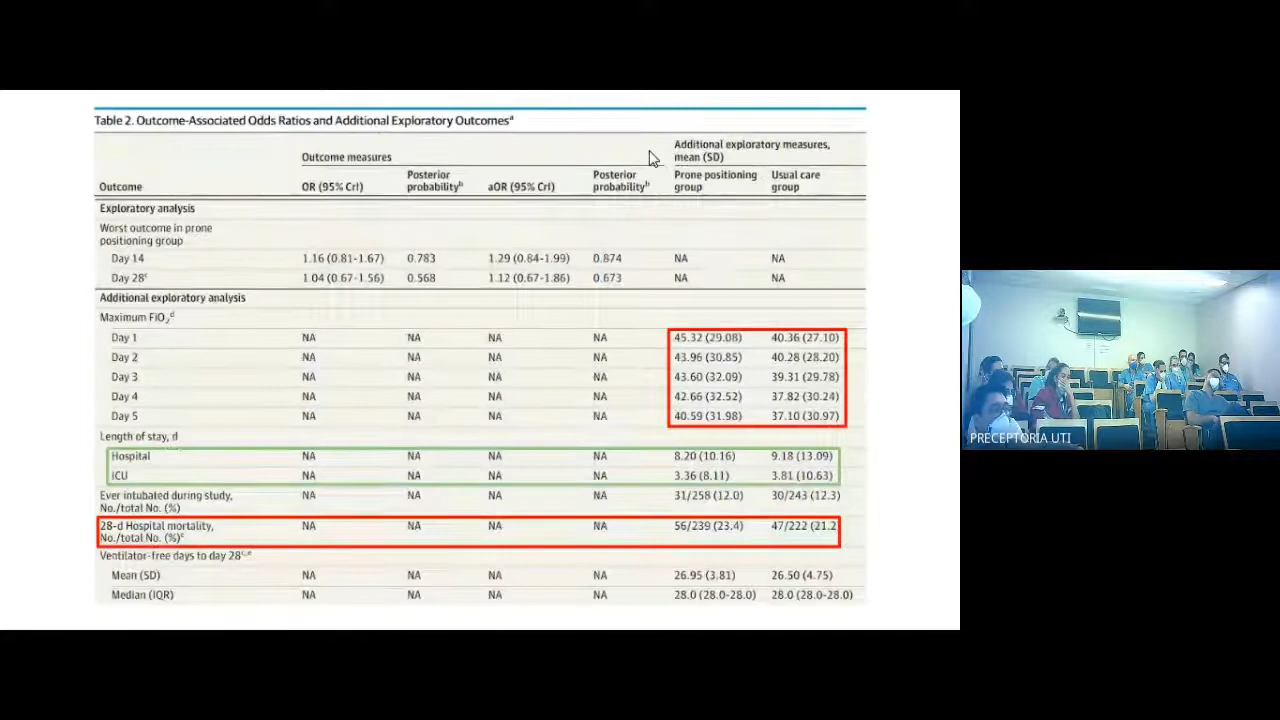 Table 2. Outcome-Associated Odds Ratios and Additional Exploratory Outcomesᵃ
Outcome measures Additional exploratory measures, mean (SD)
Outcome OR (95% CrI) Posterior probabilityᵇ aOR (95% CrI) Posterior probabilityᵇ Prone positioning group Usual care group
Exploratory analysis
Worst outcome in prone positioning group
Day 14 1.16 (0.81-1.67) 0.783 1.29 (0.84-1.99) 0.874 NA NA
Day 28ᶜ 1.04 (0.67-1.56) 0.568 1.12 (0.67-1.86) 0.673 NA NA
Additional exploratory analysis
Maximum FiO₂ᵈ
Day 1 NA NA NA NA 45.32 (29.08) 40.36 (27.10)
Day 2 NA NA NA NA 43.96 (30.85) 40.28 (28.20)
Day 3 NA NA NA NA 43.60 (32.09) 39.31 (29.78)
Day 4 NA NA NA NA 42.66 (32.52) 37.82 (30.24)
Day 5 NA NA NA NA 40.59 (31.98) 37.10 (30.97)
Length of stay, d
Hospital NA NA NA NA 8.20 (10.16) 9.18 (13.09)
ICU NA NA NA NA 3.36 (8.11) 3.81 (10.63)
Ever intubated during study, No./total No. (%) NA NA NA NA 31/258 (12.0) 30/243 (12.3)
28-d Hospital mortality, No./total No. (%)ᶜ NA NA NA NA 56/239 (23.4) 47/222 (21.2
Ventilator-free days to day 28ᶜ,ᵉ
Mean (SD) NA NA NA NA 26.95 (3.81) 26.50 (4.75)
Median (IQR) NA NA NA NA 28.0 (28.0-28.0) 28.0 (28.0-28.0)
PRECEPTORIA UTI